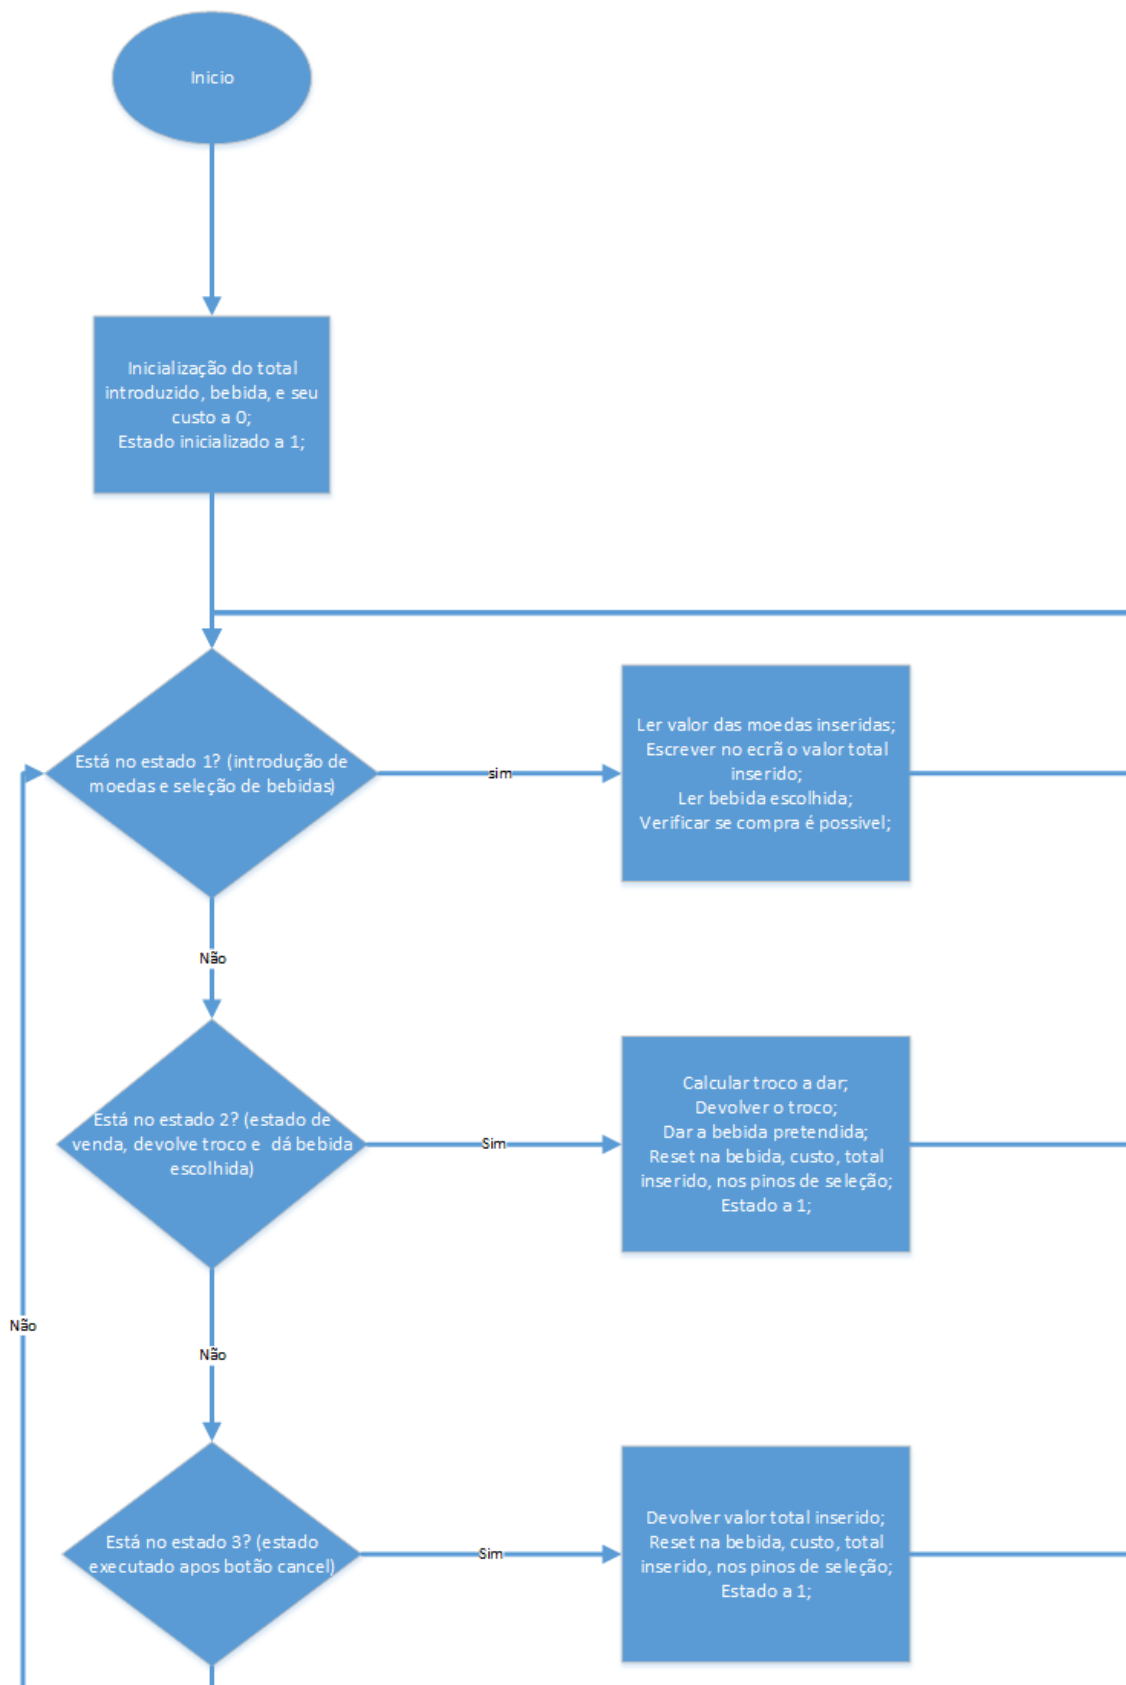 Inicio
Inicialização do total
introduzido, bebida, e seu
custo a 0;
Estado inicializado a 1;
Está no estado 1? (introdução de
moedas e seleção de bebidas)
sim
Ler valor das moedas inseridas;
Escrever no ecrã o valor total
inserido;
Ler bebida escolhida;
Verificar se compra é possivel;
Não
Está no estado 2? (estado de
venda, devolve troco e dá bebida
escolhida)
Sim
Calcular troco a dar;
Devolver o troco;
Dar a bebida pretendida;
Reset na bebida, custo, total
inserido, nos pinos de seleção;
Estado a 1;
Não
Não
Está no estado 3? (estado
executado apos botão cancel)
Sim
Devolver valor total inserido;
Reset na bebida, custo, total
inserido, nos pinos de seleção;
Estado a 1;